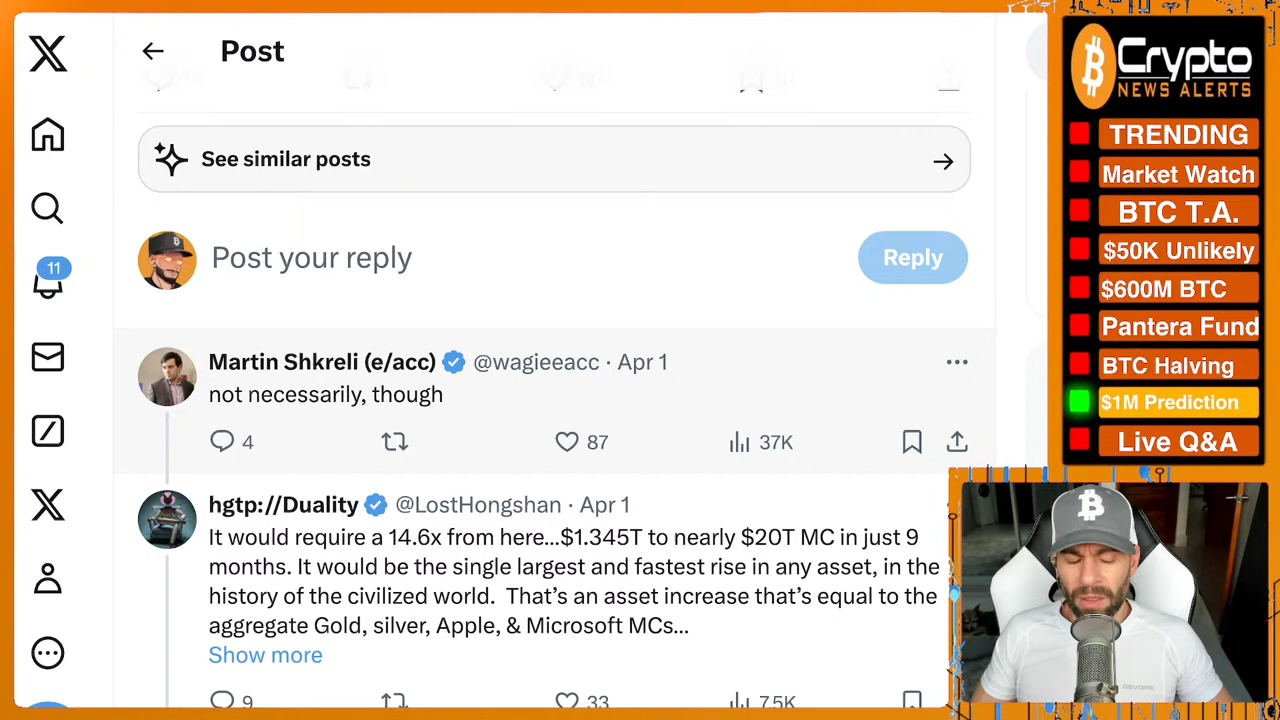 Post
See similar posts
11
Post your reply
Reply
Martin Shkreli (e/acc) @wagieeacc · Apr 1
not necessarily, though
4 87 37K
hgtp://Duality @LostHongshan · Apr 1
It would require a 14.6x from here...$1.345T to nearly $20T MC in just 9
months. It would be the single largest and fastest rise in any asset, in the
history of the civilized world. That's an asset increase that's equal to the
aggregate Gold, silver, Apple, & Microsoft MCs...
Show more
9 33
Crypto
NEWS ALERTS
TRENDING
Market Watch
BTC T.A.
$50K Unlikely
$600M BTC
Pantera Fund
BTC Halving
$1M Prediction
Live Q&A